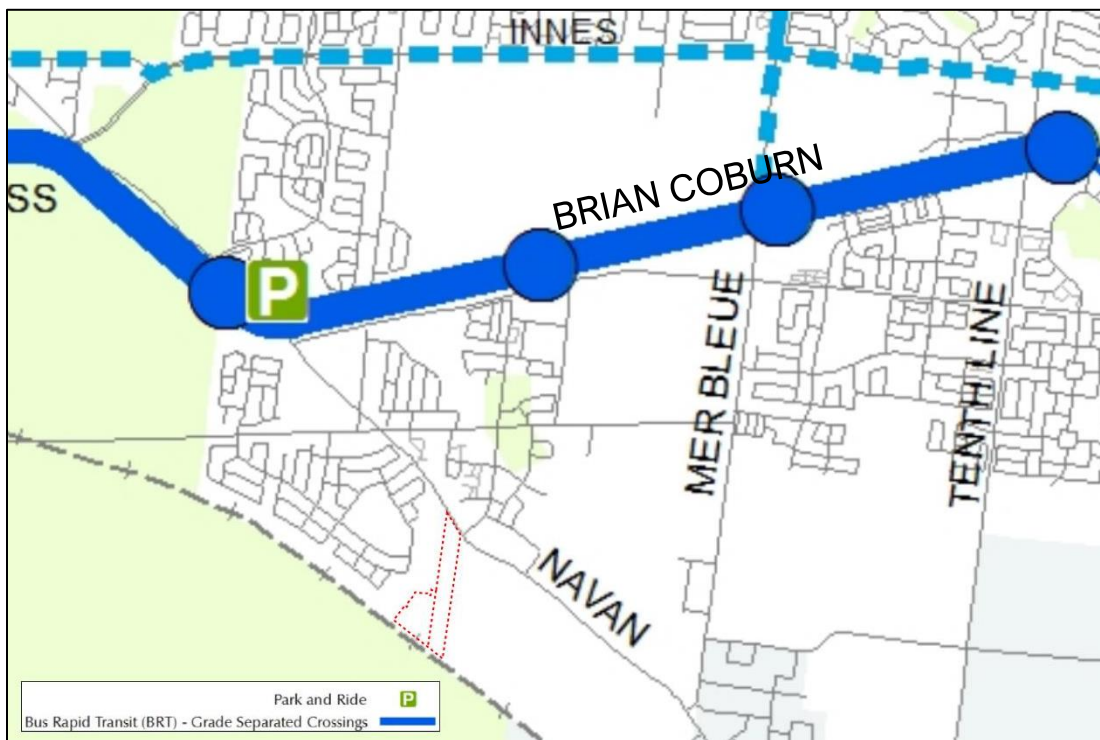 INNES
SS
BRIAN COBURN
P
MER BLEUE
TENTH LINE
NAVAN
Park and Ride P
Bus Rapid Transit (BRT) - Grade Separated Crossings